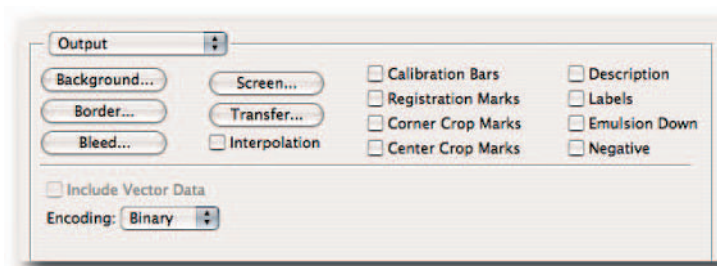 Output
Background... Screen... Calibration Bars Description
Border... Transfer... Registration Marks Labels
Bleed... Interpolation Corner Crop Marks Emulsion Down
Center Crop Marks Negative
Include Vector Data
Encoding: Binary